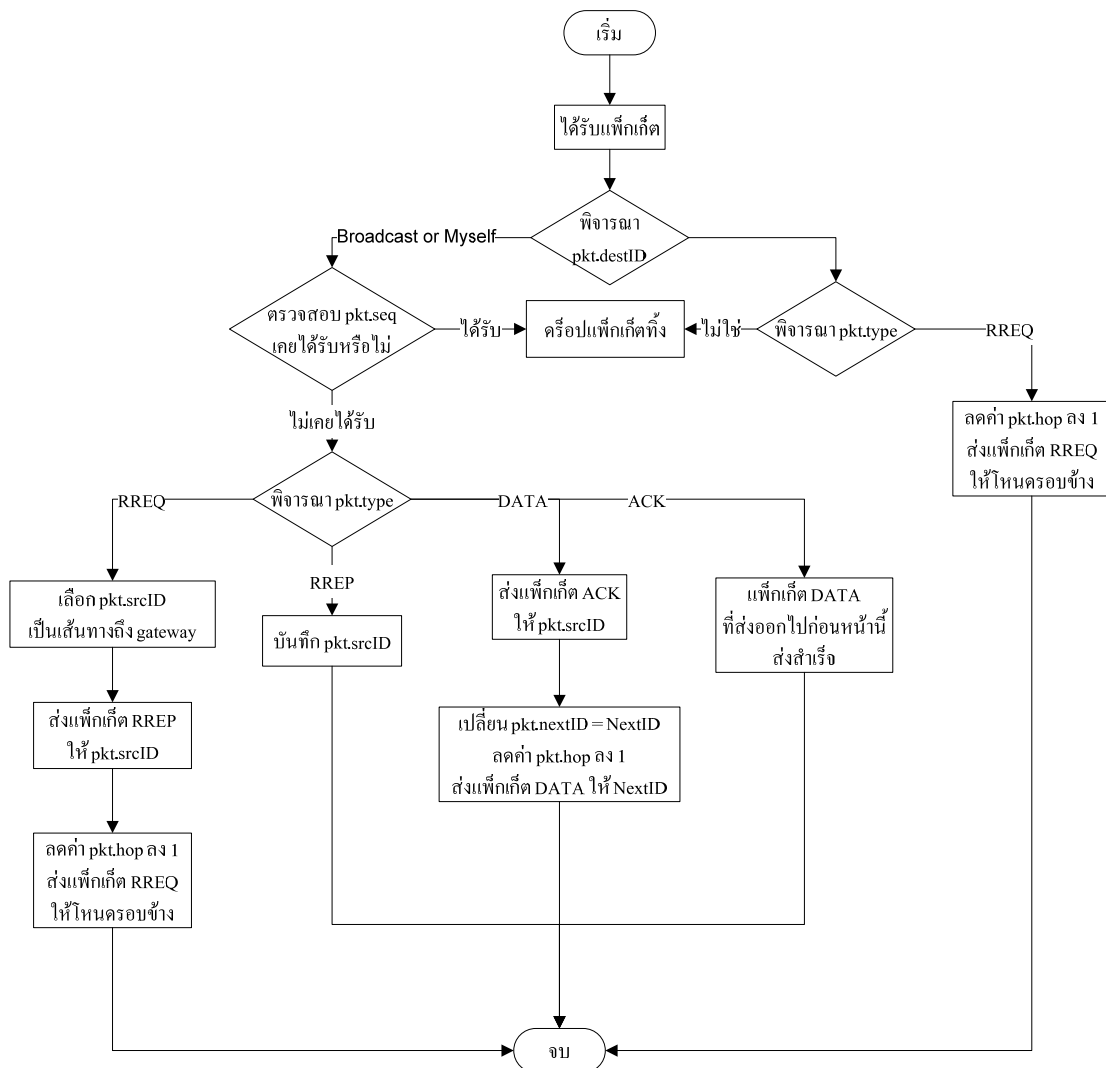 เริ่ม
ได้รับแพ็กเก็ต
พิจารณา
pkt.destID
Broadcast or Myself
ตรวจสอบ pkt.seq
เคยได้รับหรือไม่
ได้รับ
ดร็อปแพ็กเก็ตทิ้ง
ไม่ใช่
พิจารณา pkt.type
RREQ
ลดค่า pkt.hop ลง 1
ส่งแพ็กเก็ต RREQ
ให้โหนดรอบข้าง
ไม่เคยได้รับ
พิจารณา pkt.type
RREQ
DATA
ACK
RREP
เลือก pkt.srcID
เป็นเส้นทางถึง gateway
บันทึก pkt.srcID
ส่งแพ็กเก็ต ACK
ให้ pkt.srcID
แพ็กเก็ต DATA
ที่ส่งออกไปก่อนหน้านี้
ส่งสำเร็จ
ส่งแพ็กเก็ต RREP
ให้ pkt.srcID
เปลี่ยน pkt.nextID = NextID
ลดค่า pkt.hop ลง 1
ส่งแพ็กเก็ต DATA ให้ NextID
ลดค่า pkt.hop ลง 1
ส่งแพ็กเก็ต RREQ
ให้โหนดรอบข้าง
จบ